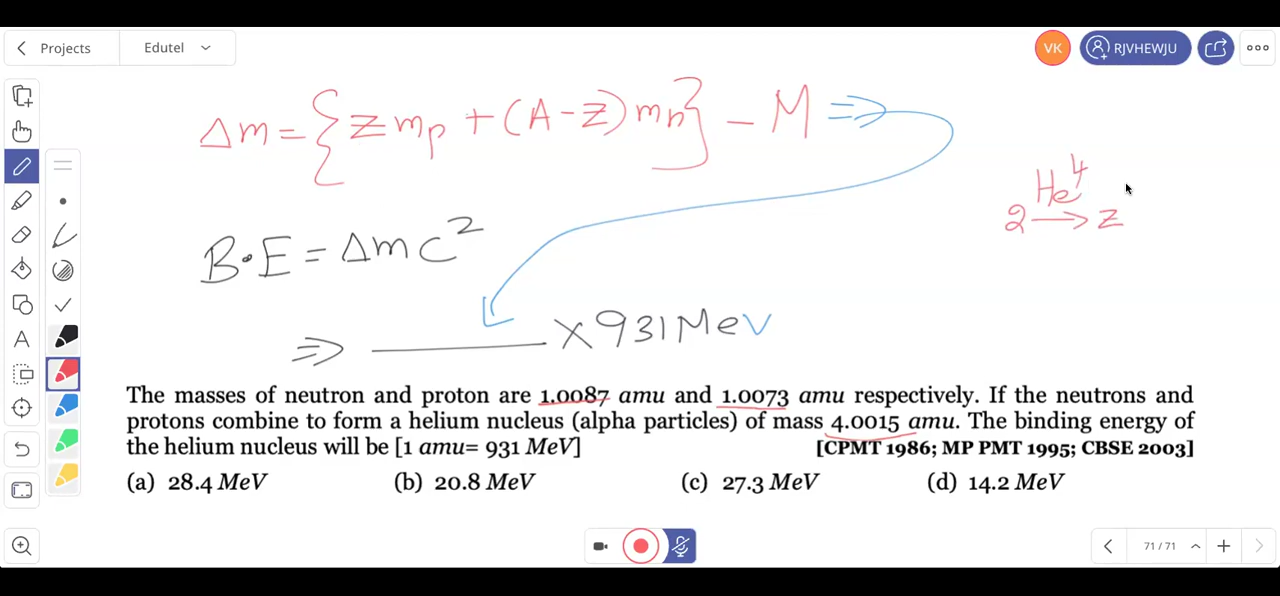 Projects
Edutel
VK
RJVHEWJU
Δm = {Zmp + (A-Z)mn} - M ⇒
₂He⁴
→ Z
B.E = Δmc²
⇒ ______ × 931 MeV
The masses of neutron and proton are 1.0087 amu and 1.0073 amu respectively. If the neutrons and
protons combine to form a helium nucleus (alpha particles) of mass 4.0015 amu. The binding energy of
the helium nucleus will be [1 amu= 931 MeV] [CPMT 1986; MP PMT 1995; CBSE 2003]
(a) 28.4 MeV (b) 20.8 MeV (c) 27.3 MeV (d) 14.2 MeV
71 / 71